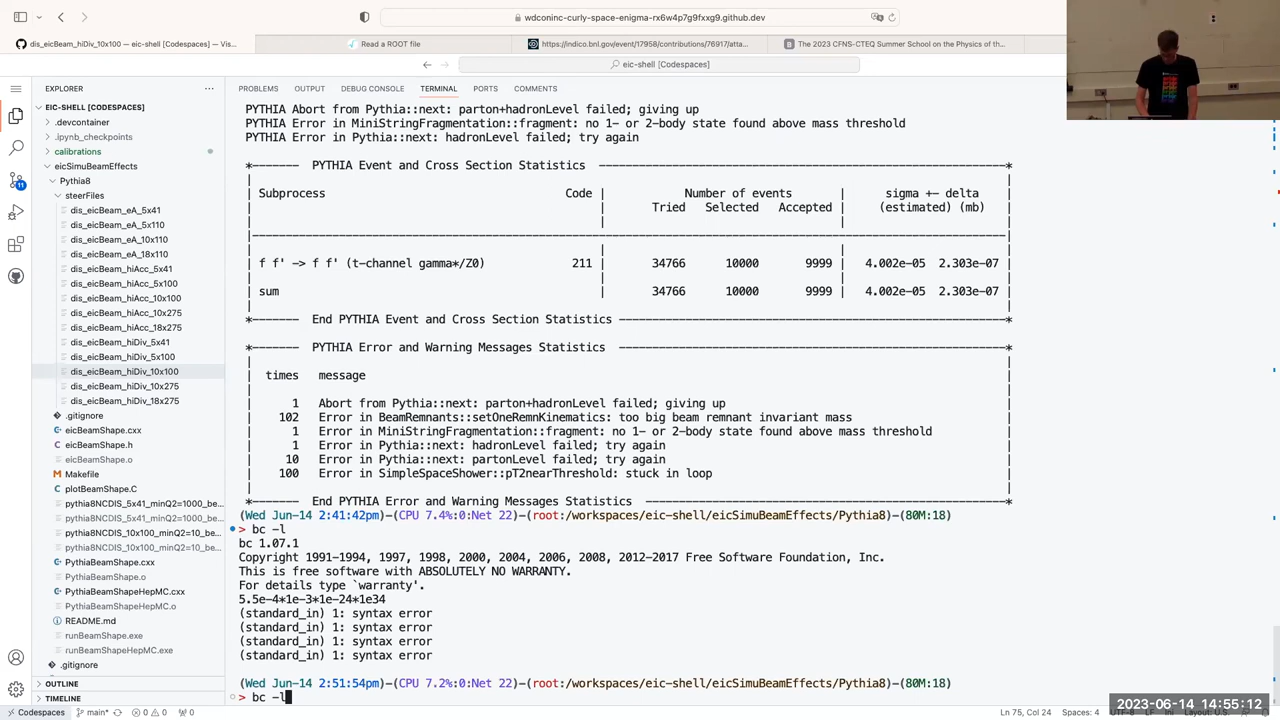 wdconinc-curly-space-enigma-rx6w4p7g9fxxg9.github.dev
dis_eicBeam_hiDiv_10x100 — eic-shell [Codespaces] — Vis...
Read a ROOT file
https://indico.bnl.gov/event/17958/contributions/76917/atta...
The 2023 CFNS-CTEQ Summer School on the Physics of th...
eic-shell [Codespaces]
EXPLORER
PROBLEMS OUTPUT DEBUG CONSOLE TERMINAL PORTS COMMENTS
EIC-SHELL [CODESPACES]
.devcontainer
.ipynb_checkpoints
calibrations
eicSimuBeamEffects
Pythia8
steerFiles
dis_eicBeam_eA_5x41
dis_eicBeam_eA_5x110
dis_eicBeam_eA_10x110
dis_eicBeam_eA_18x110
dis_eicBeam_hiAcc_5x41
dis_eicBeam_hiAcc_5x100
dis_eicBeam_hiAcc_10x100
dis_eicBeam_hiAcc_10x275
dis_eicBeam_hiAcc_18x275
dis_eicBeam_hiDiv_5x41
dis_eicBeam_hiDiv_5x100
dis_eicBeam_hiDiv_10x100
dis_eicBeam_hiDiv_10x275
dis_eicBeam_hiDiv_18x275
.gitignore
eicBeamShape.cxx
eicBeamShape.h
eicBeamShape.o
Makefile
plotBeamShape.C
pythia8NCDIS_5x41_minQ2=1000_be...
pythia8NCDIS_5x41_minQ2=1000_be...
pythia8NCDIS_10x100_minQ2=10_be...
pythia8NCDIS_10x100_minQ2=10_be...
PythiaBeamShape.cxx
PythiaBeamShape.o
PythiaBeamShapeHepMC.cxx
PythiaBeamShapeHepMC.o
README.md
runBeamShape.exe
runBeamShapeHepMC.exe
.gitignore
OUTLINE
TIMELINE
11
PYTHIA Abort from Pythia::next: parton+hadronLevel failed; giving up
PYTHIA Error in MiniStringFragmentation::fragment: no 1- or 2-body state found above mass threshold
PYTHIA Error in Pythia::next: hadronLevel failed; try again
*------- PYTHIA Event and Cross Section Statistics -------------------------------------------------------*
| Subprocess Code | Number of events | sigma +- delta
| Tried Selected Accepted | (estimated) (mb)
| f f' -> f f' (t-channel gamma*/Z0) 211 | 34766 10000 9999 | 4.002e-05 2.303e-07
| sum | 34766 10000 9999 | 4.002e-05 2.303e-07
*------- End PYTHIA Event and Cross Section Statistics ----------------------------------------------------*
*------- PYTHIA Error and Warning Messages Statistics ----------------------------------------------------*
| times message |
| 1 Abort from Pythia::next: parton+hadronLevel failed; giving up |
| 102 Error in BeamRemnants::setOneRemnKinematics: too big beam remnant invariant mass |
| 1 Error in MiniStringFragmentation::fragment: no 1- or 2-body state found above mass threshold |
| 1 Error in Pythia::next: hadronLevel failed; try again |
| 10 Error in Pythia::next: partonLevel failed; try again |
| 100 Error in SimpleSpaceShower::pT2nearThreshold: stuck in loop |
*------- End PYTHIA Error and Warning Messages Statistics ------------------------------------------------*
(Wed Jun-14 2:41:42pm)-(CPU 7.4%:0:Net 22)-(root:/workspaces/eic-shell/eicSimuBeamEffects/Pythia8)-(80M:18)
> bc -l
bc 1.07.1
Copyright 1991-1994, 1997, 1998, 2000, 2004, 2006, 2008, 2012-2017 Free Software Foundation, Inc.
This is free software with ABSOLUTELY NO WARRANTY.
For details type `warranty'.
5.5e-4*1e-3*1e-24*1e34
(standard_in) 1: syntax error
(standard_in) 1: syntax error
(standard_in) 1: syntax error
(standard_in) 1: syntax error
(Wed Jun-14 2:51:54pm)-(CPU 7.2%:0:Net 22)-(root:/workspaces/eic-shell/eicSimuBeamEffects/Pythia8)-(80M:18)
> bc -l
Codespaces main* 0 0 0 Ln 75, Col 24 Spaces: 4
2023-06-14 14:55:12